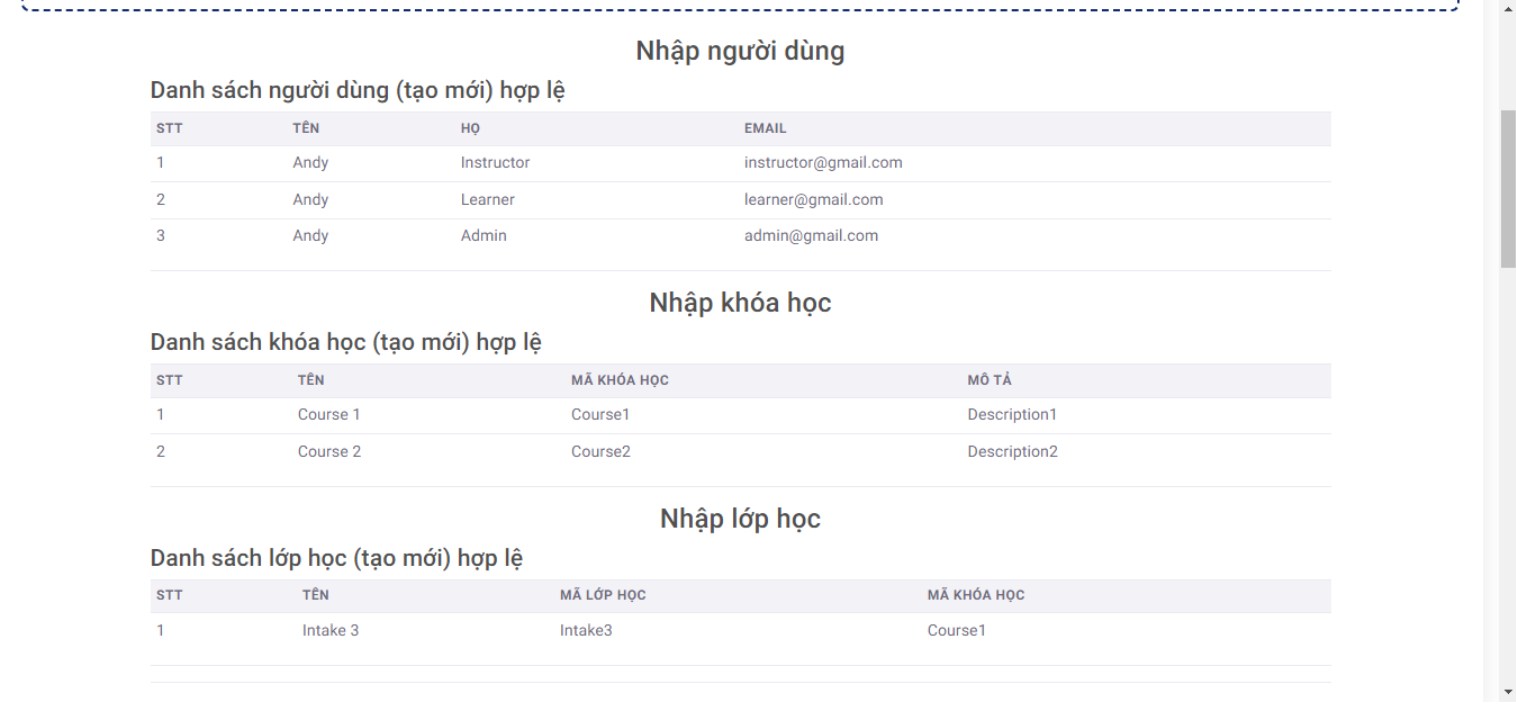 Nhập người dùng
Danh sách người dùng (tạo mới) hợp lệ
STT TÊN HỌ EMAIL
1 Andy Instructor instructor@gmail.com
2 Andy Learner learner@gmail.com
3 Andy Admin admin@gmail.com
Nhập khóa học
Danh sách khóa học (tạo mới) hợp lệ
STT TÊN MÃ KHÓA HỌC MÔ TẢ
1 Course 1 Course1 Description1
2 Course 2 Course2 Description2
Nhập lớp học
Danh sách lớp học (tạo mới) hợp lệ
STT TÊN MÃ LỚP HỌC MÃ KHÓA HỌC
1 Intake 3 Intake3 Course1